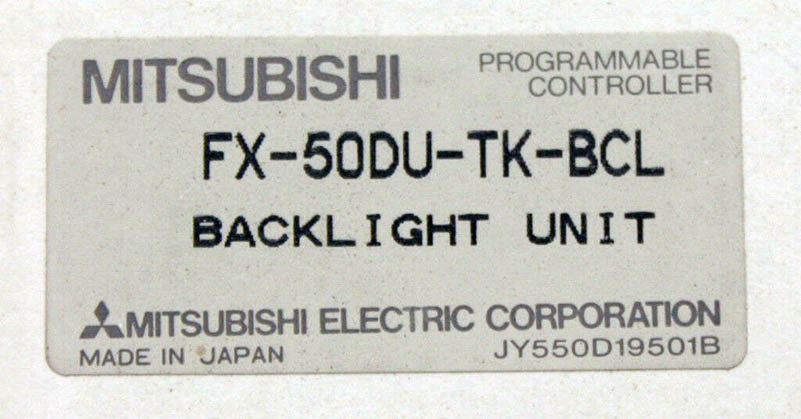 MITSUBISHI
PROGRAMMABLE
CONTROLLER
FX-50DU-TK-BCL
BACKLIGHT UNIT
MITSUBISHI ELECTRIC CORPORATION
MADE IN JAPAN
JY550D19501B